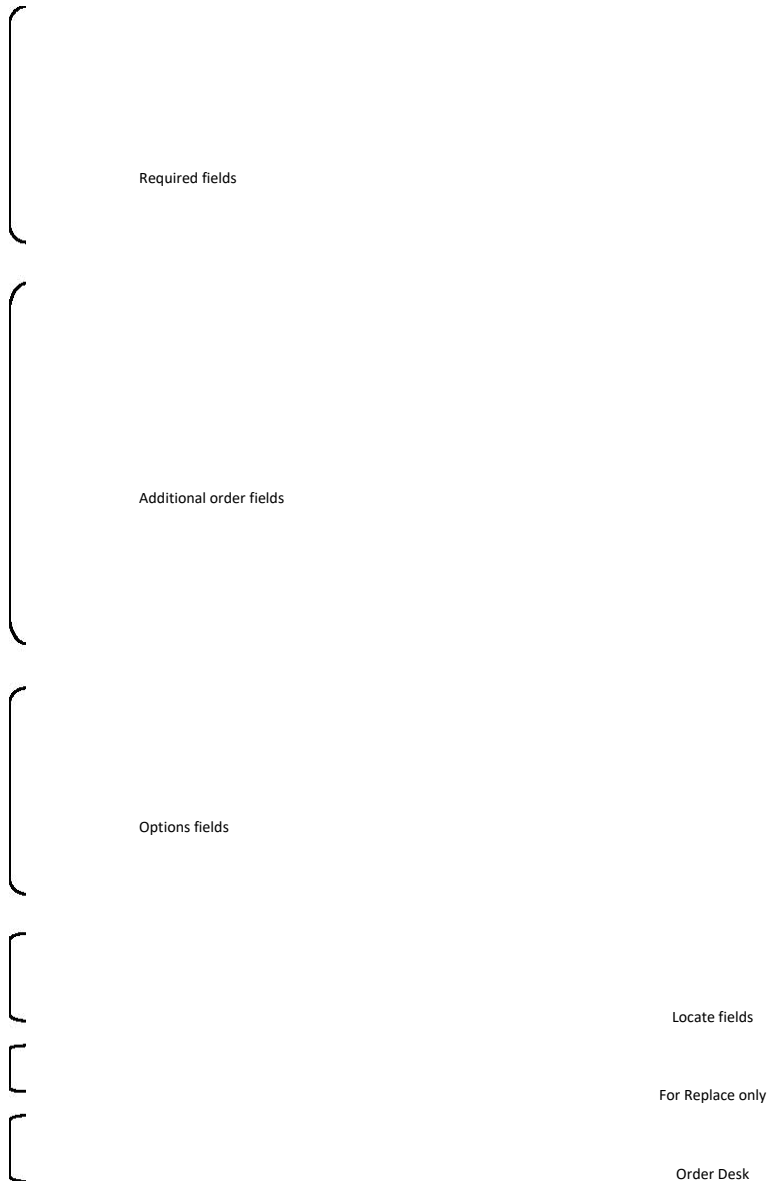 Required fields
Additional order fields
Options fields
Locate fields
For Replace only
Order Desk